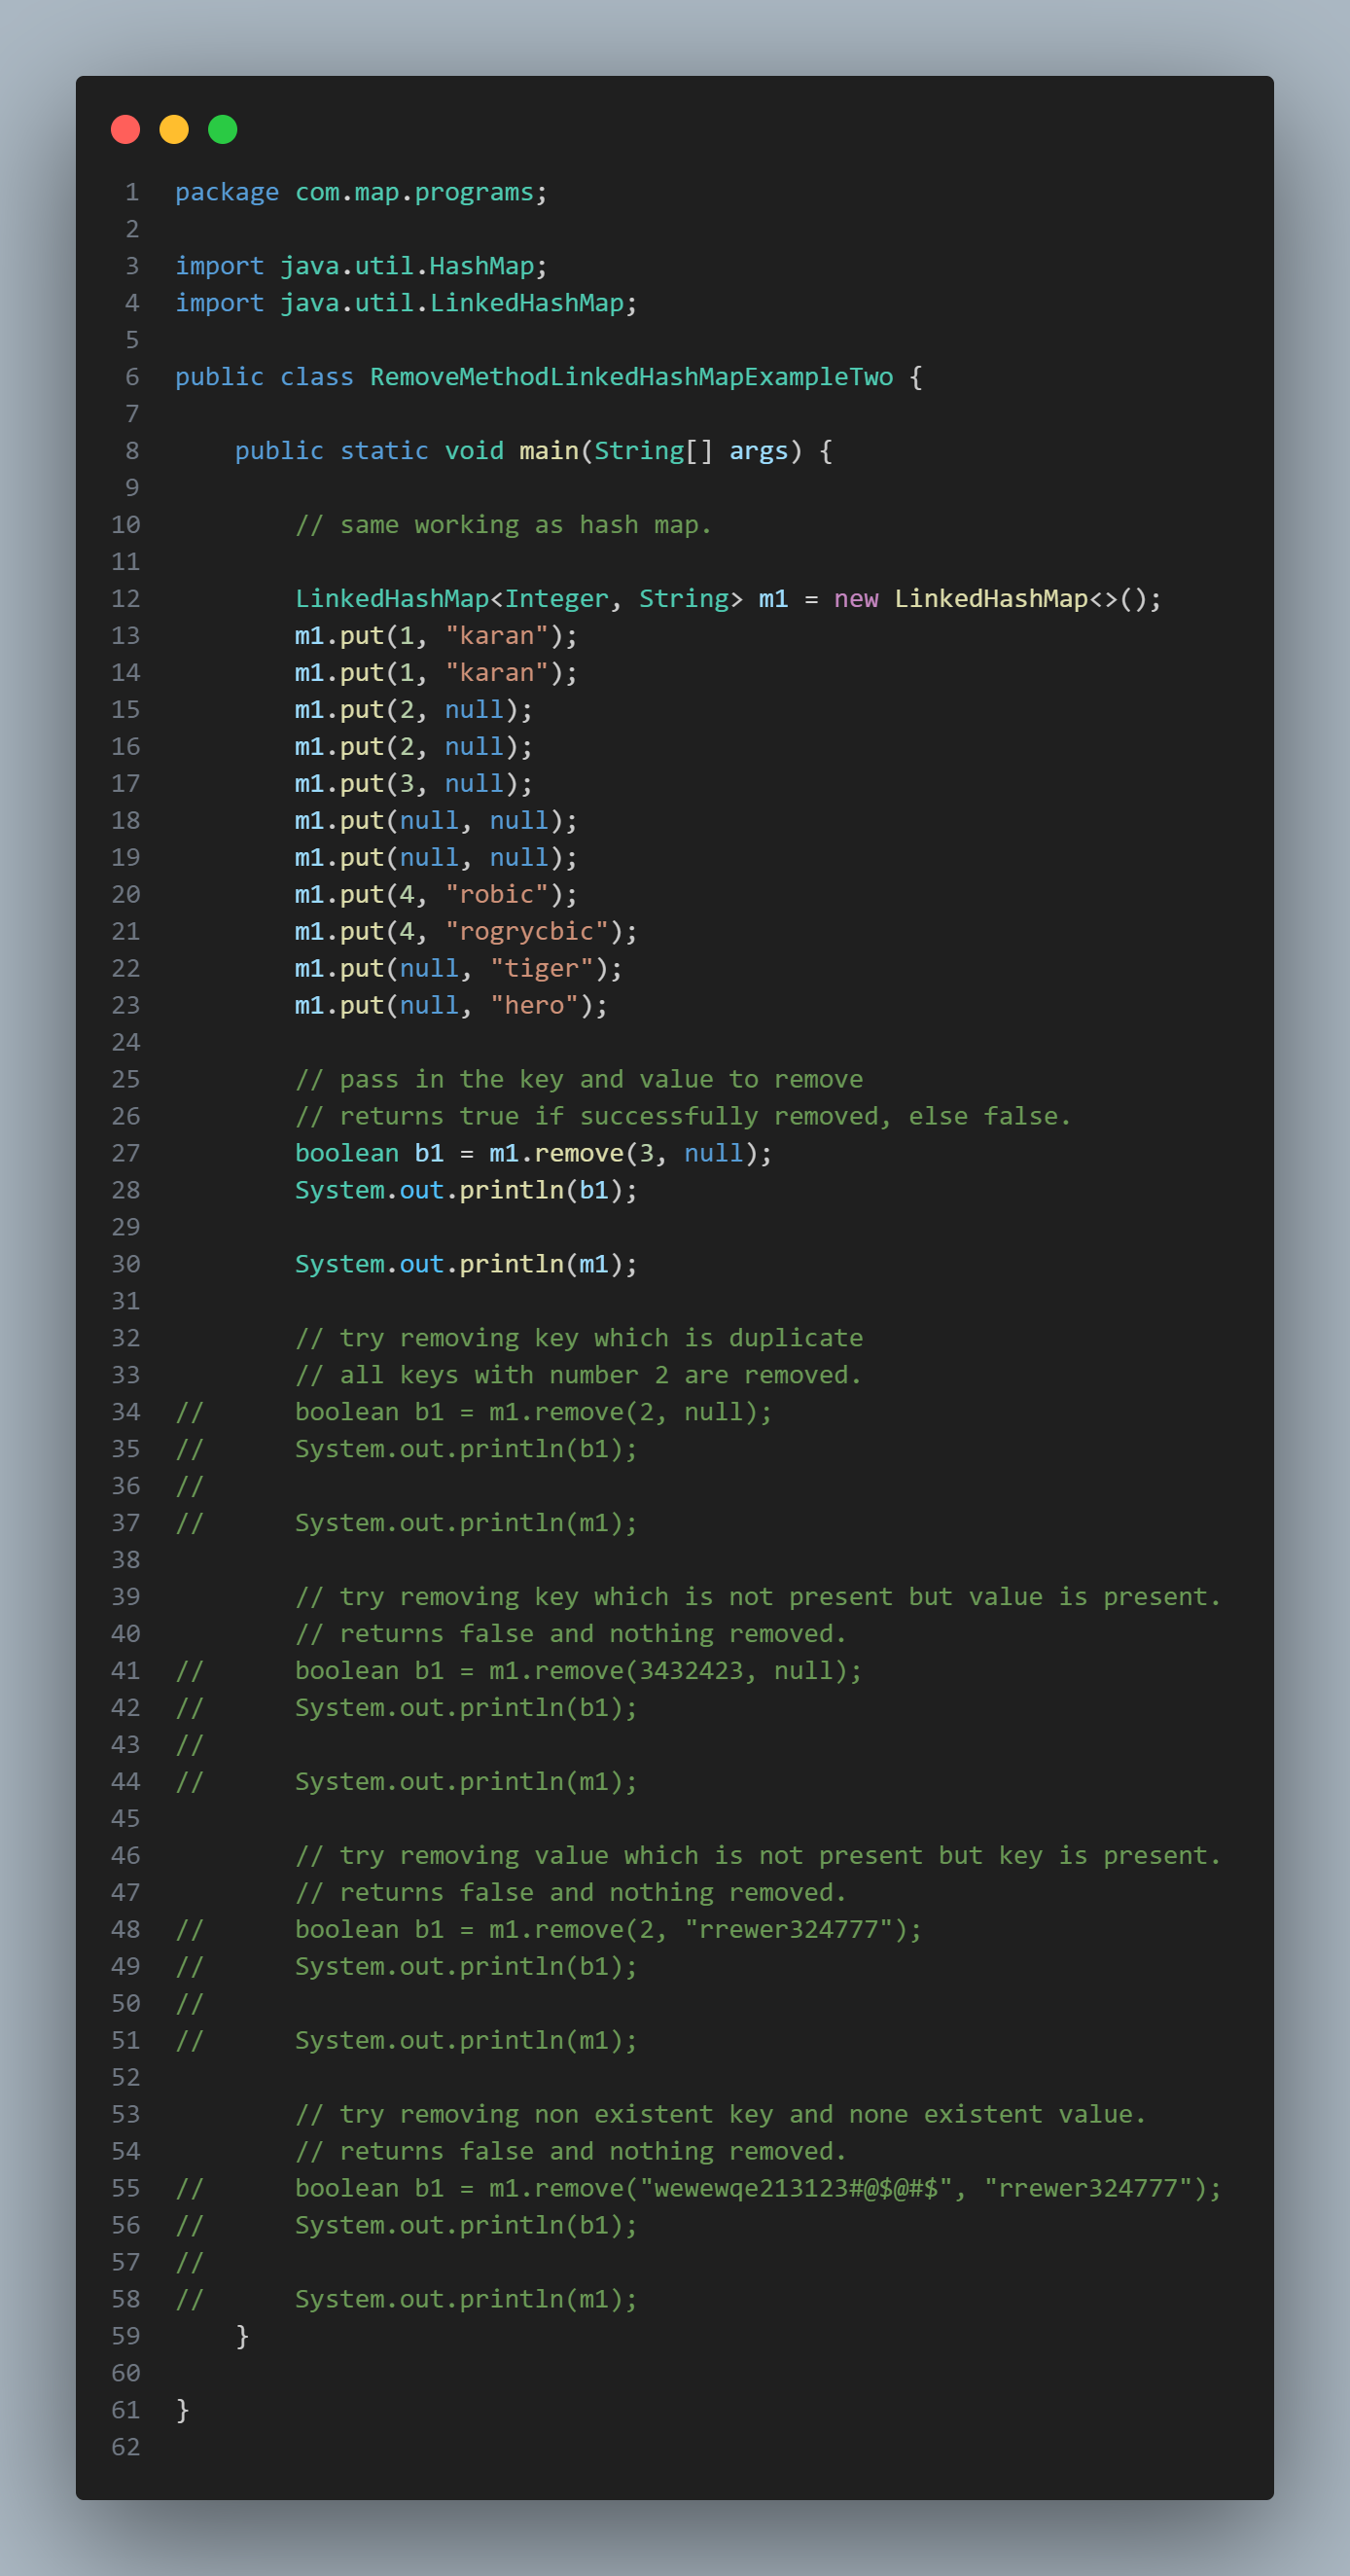 1 package com.map.programs;
2
3 import java.util.HashMap;
4 import java.util.LinkedHashMap;
5
6 public class RemoveMethodLinkedHashMapExampleTwo {
7
8     public static void main(String[] args) {
9
10         // same working as hash map.
11
12         LinkedHashMap<Integer, String> m1 = new LinkedHashMap<>();
13         m1.put(1, "karan");
14         m1.put(1, "karan");
15         m1.put(2, null);
16         m1.put(2, null);
17         m1.put(3, null);
18         m1.put(null, null);
19         m1.put(null, null);
20         m1.put(4, "robic");
21         m1.put(4, "rogrycbic");
22         m1.put(null, "tiger");
23         m1.put(null, "hero");
24
25         // pass in the key and value to remove
26         // returns true if successfully removed, else false.
27         boolean b1 = m1.remove(3, null);
28         System.out.println(b1);
29
30         System.out.println(m1);
31
32         // try removing key which is duplicate
33         // all keys with number 2 are removed.
34 //      boolean b1 = m1.remove(2, null);
35 //      System.out.println(b1);
36 //
37 //      System.out.println(m1);
38
39         // try removing key which is not present but value is present.
40         // returns false and nothing removed.
41 //      boolean b1 = m1.remove(3432423, null);
42 //      System.out.println(b1);
43 //
44 //      System.out.println(m1);
45
46         // try removing value which is not present but key is present.
47         // returns false and nothing removed.
48 //      boolean b1 = m1.remove(2, "rrewer324777");
49 //      System.out.println(b1);
50 //
51 //      System.out.println(m1);
52
53         // try removing non existent key and none existent value.
54         // returns false and nothing removed.
55 //      boolean b1 = m1.remove("wewewqe213123#@$@#$", "rrewer324777");
56 //      System.out.println(b1);
57 //
58 //      System.out.println(m1);
59     }
60
61 }
62